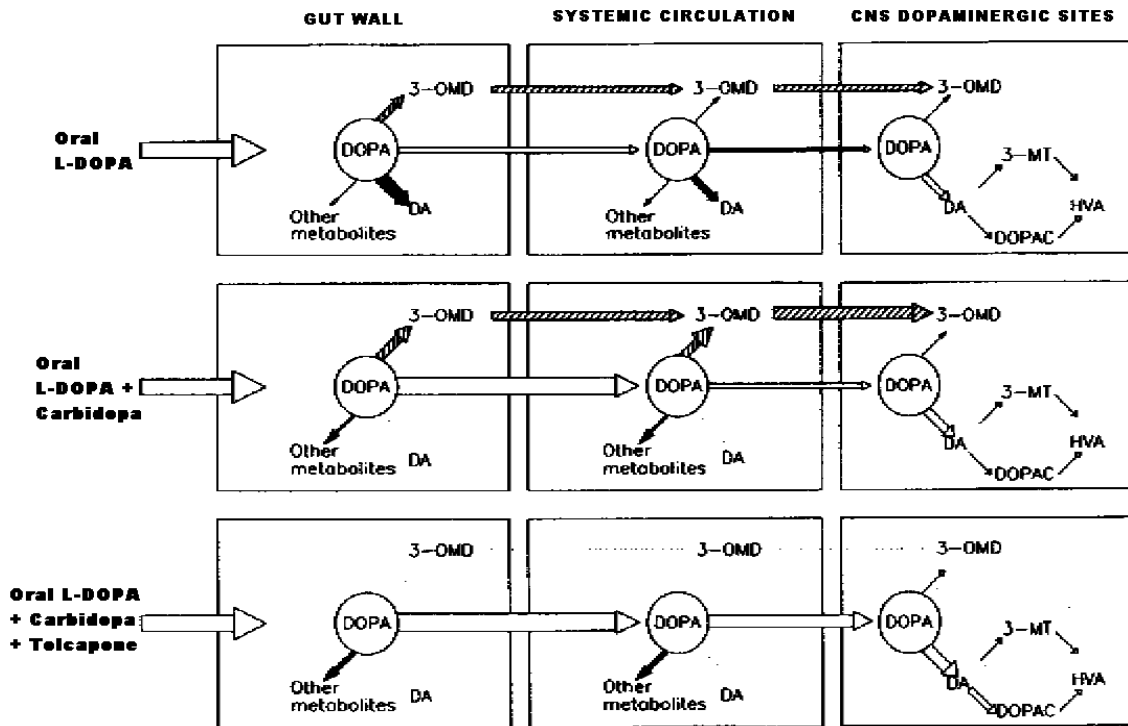 GUT WALL SYSTEMIC CIRCULATION CNS DOPAMINERGIC SITES
3-OMD 3-OMD 3-OMD
Oral
L-DOPA
DOPA DOPA DOPA
3-MT
Other
metabolites
DA
Other
metabolites
DA
DA
HVA
DOPAC
3-OMD 3-OMD 3-OMD
Oral
L-DOPA +
Carbidopa
DOPA DOPA DOPA
3-MT
Other
metabolites DA
Other
metabolites DA
DA
HVA
DOPAC
3-OMD 3-OMD 3-OMD
Oral L-DOPA
+ Carbidopa
+ Tolcapone
DOPA DOPA DOPA
3-MT
Other
metabolites DA
Other
metabolites DA
DA
HVA
DOPAC